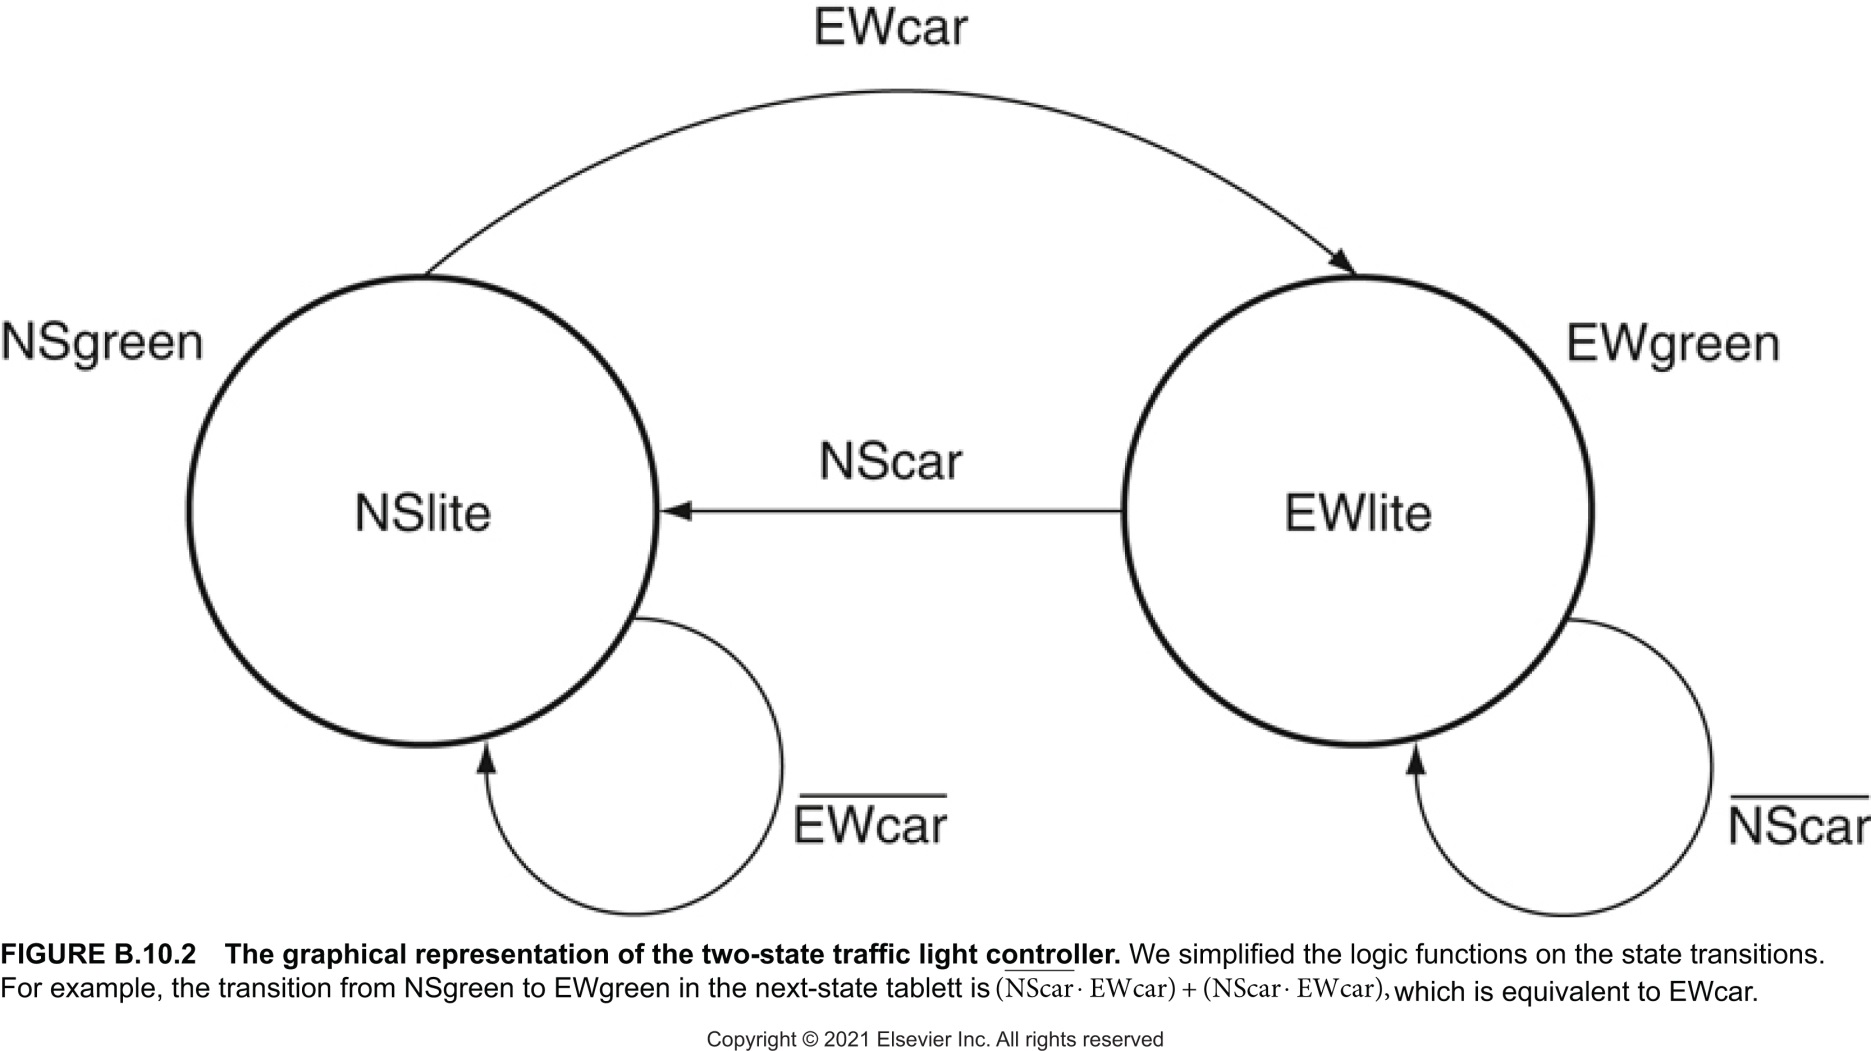 EWcar
NSgreen
EWgreen
NScar
NSlite
EWlite
E̅W̅c̅a̅r̅
N̅S̅c̅a̅r̅
FIGURE B.10.2 The graphical representation of the two-state traffic light controller. We simplified the logic functions on the state transitions.
For example, the transition from NSgreen to EWgreen in the next-state tablett is (N̅S̅c̅a̅r̅ · EWcar) + (NScar · EWcar), which is equivalent to EWcar.
Copyright © 2021 Elsevier Inc. All rights reserved